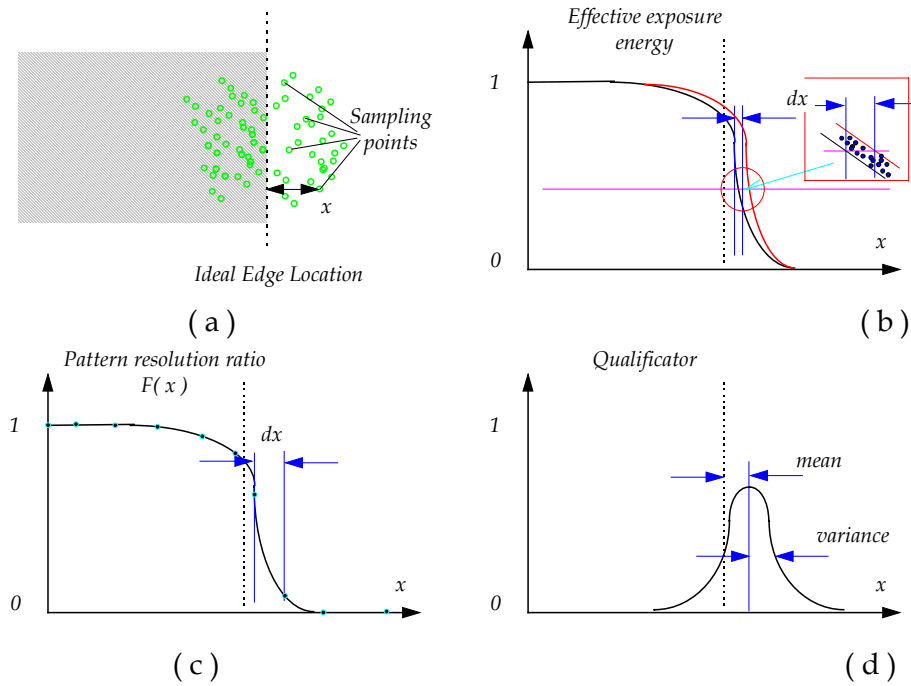 Sampling
points
x
Ideal Edge Location
( a )
Effective exposure
energy
1
dx
x
0
( b )
Pattern resolution ratio
F( x )
1
dx
x
0
( c )
Qualificator
1
mean
variance
x
0
( d )